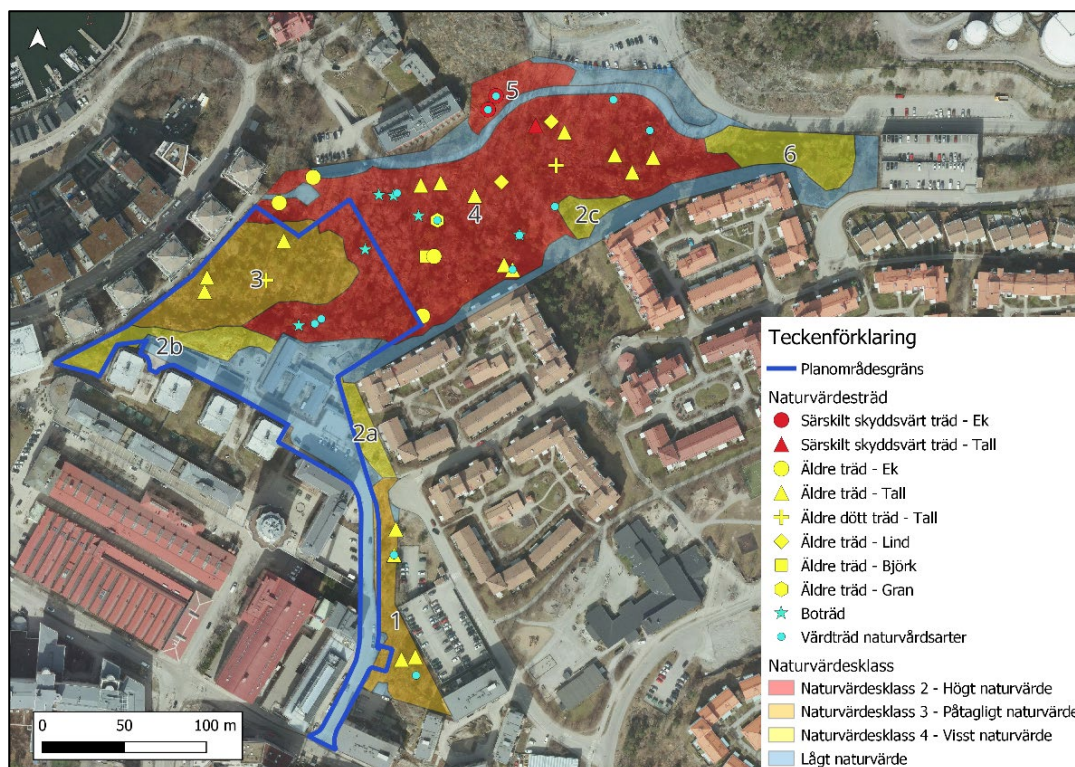 5
6
4
2c
3
2b
2a
1
Teckenförklaring
Planområdesgräns
Naturvärdesträd
Särskilt skyddsvärt träd - Ek
Särskilt skyddsvärt träd - Tall
Äldre träd - Ek
Äldre träd - Tall
Äldre dött träd - Tall
Äldre träd - Lind
Äldre träd - Björk
Äldre träd - Gran
Boträd
Värdträd naturvårdsarter
Naturvärdesklass
Naturvärdesklass 2 - Högt naturvärde
Naturvärdesklass 3 - Påtagligt naturvärde
Naturvärdesklass 4 - Visst naturvärde
Lågt naturvärde
0 50 100 m